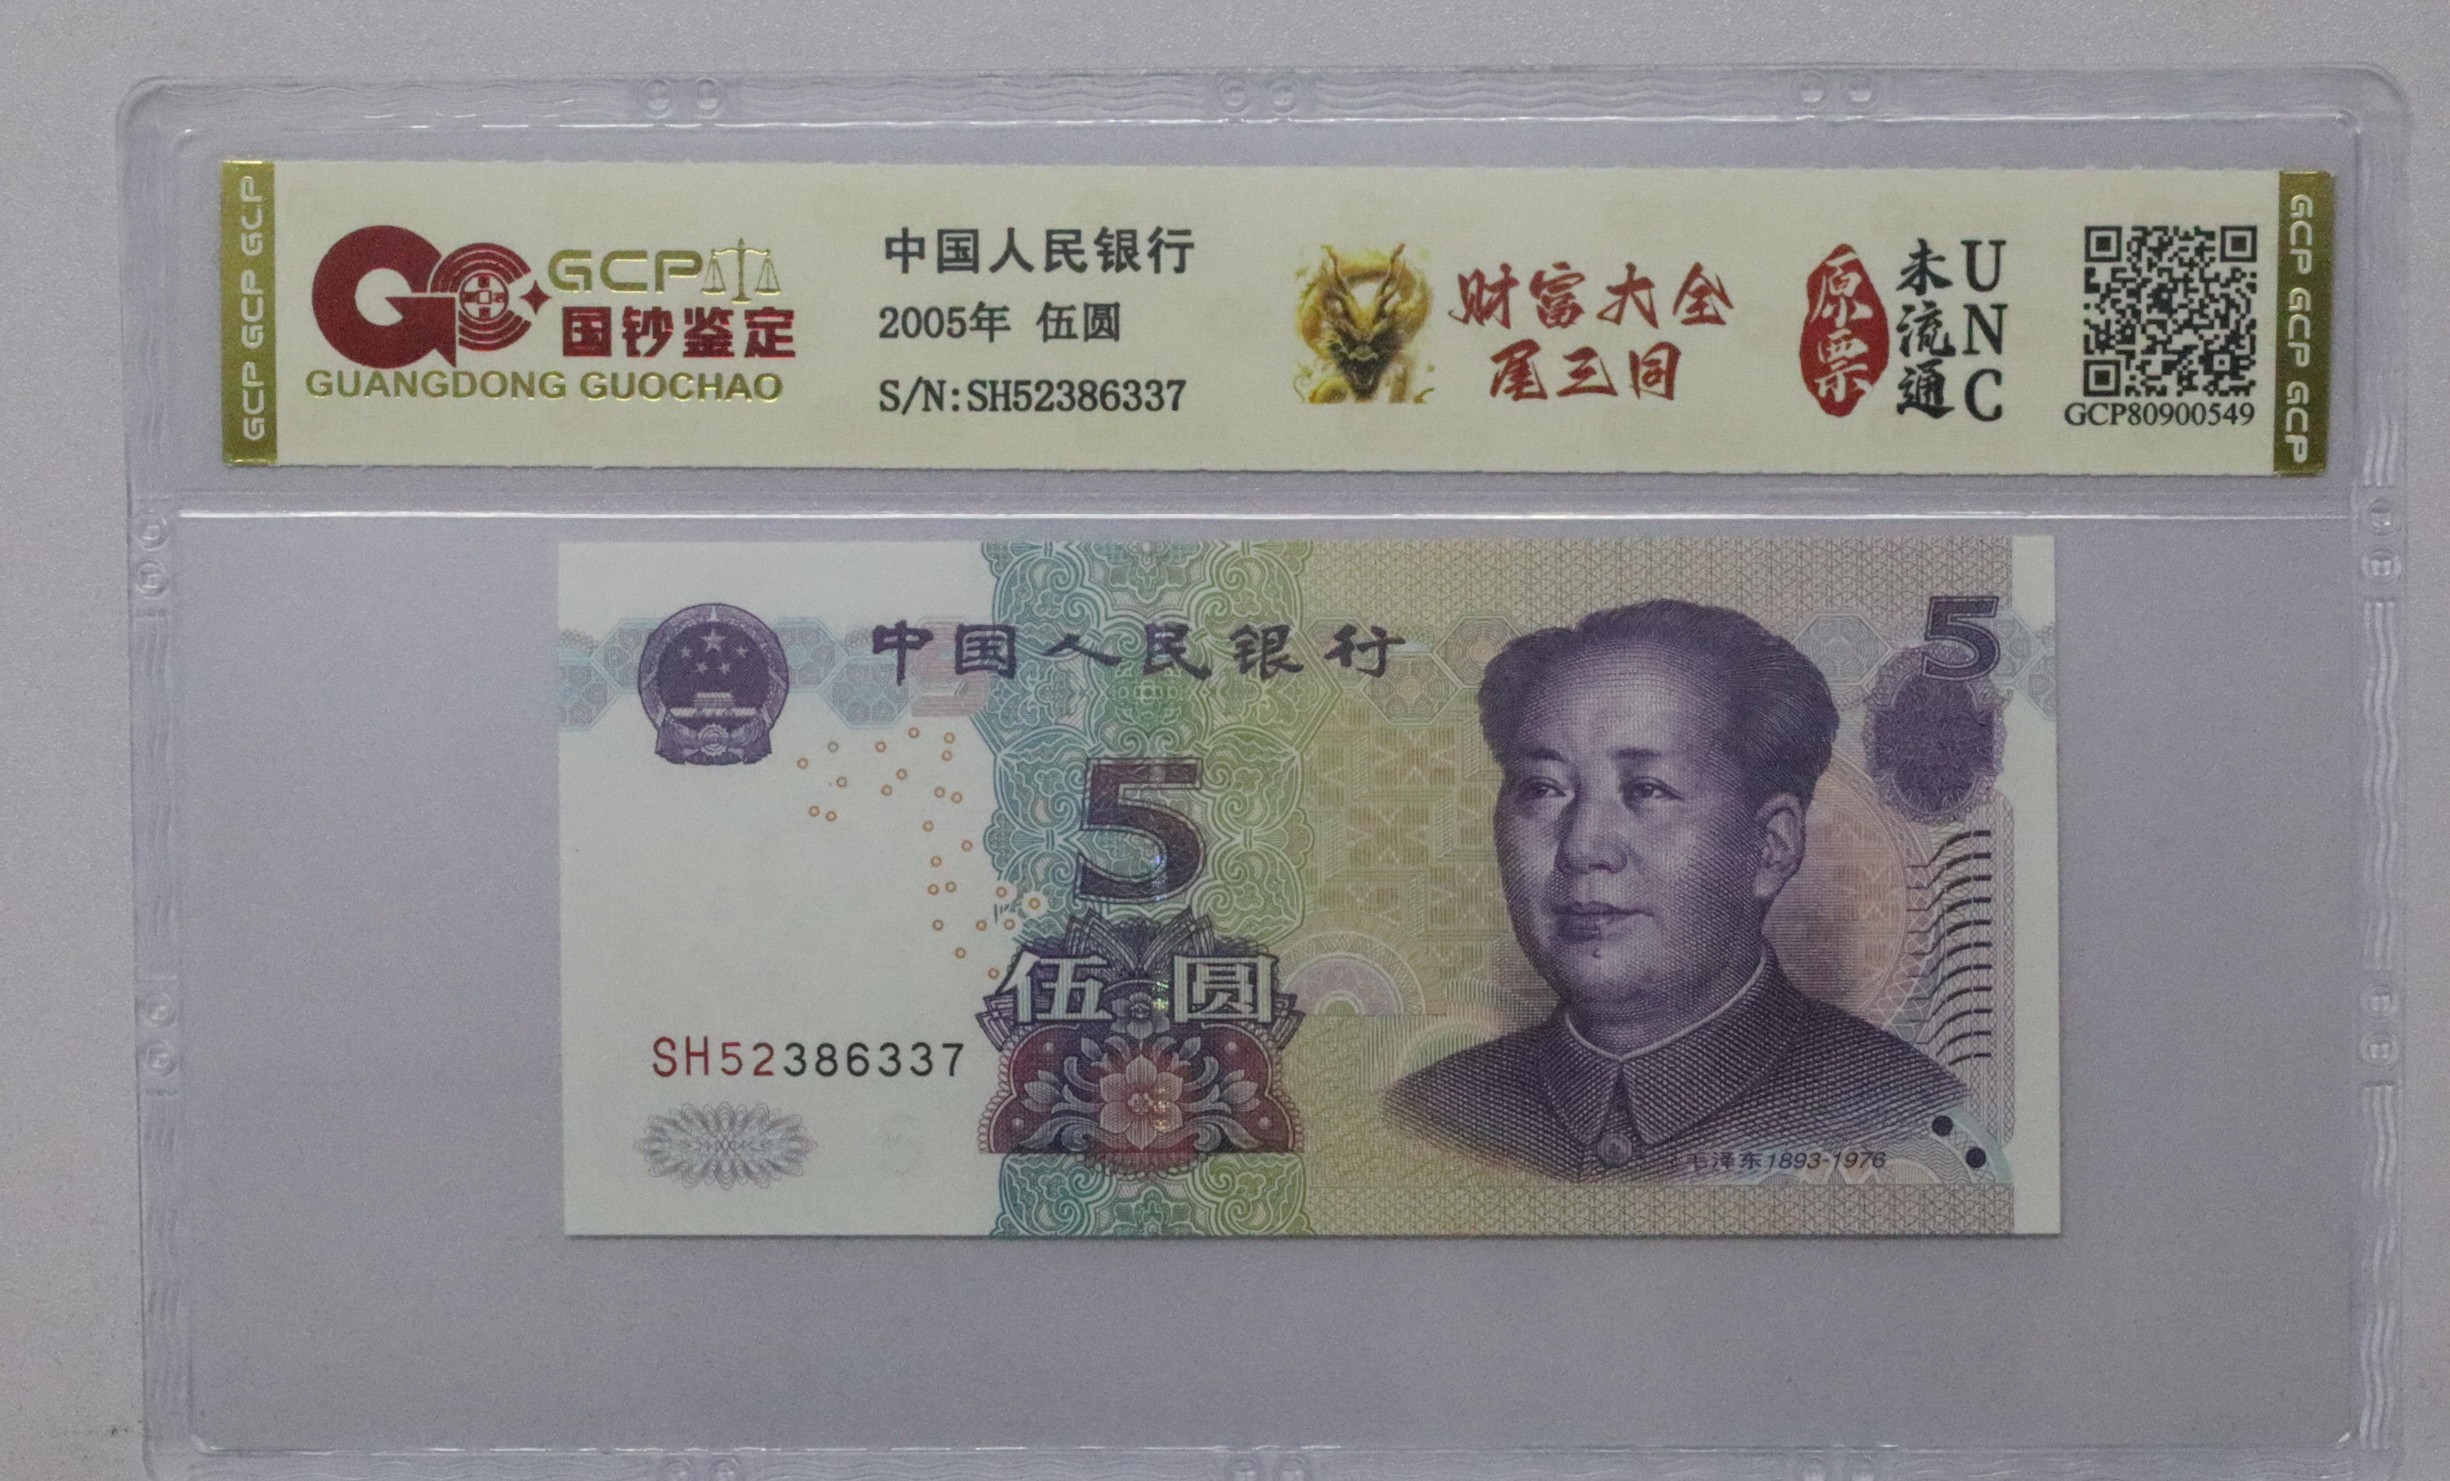 GCP GCP GCP
GCP
国钞鉴定
GUANGDONG GUOCHAO
中国人民银行
2005年 伍圆
S/N:SH52386337
财富大全
尾三同
原票
未流通
UNC
GCP80900549
GCP GCP GCP
中国人民银行
5
5
伍圆
SH52386337
毛泽东1893-1976